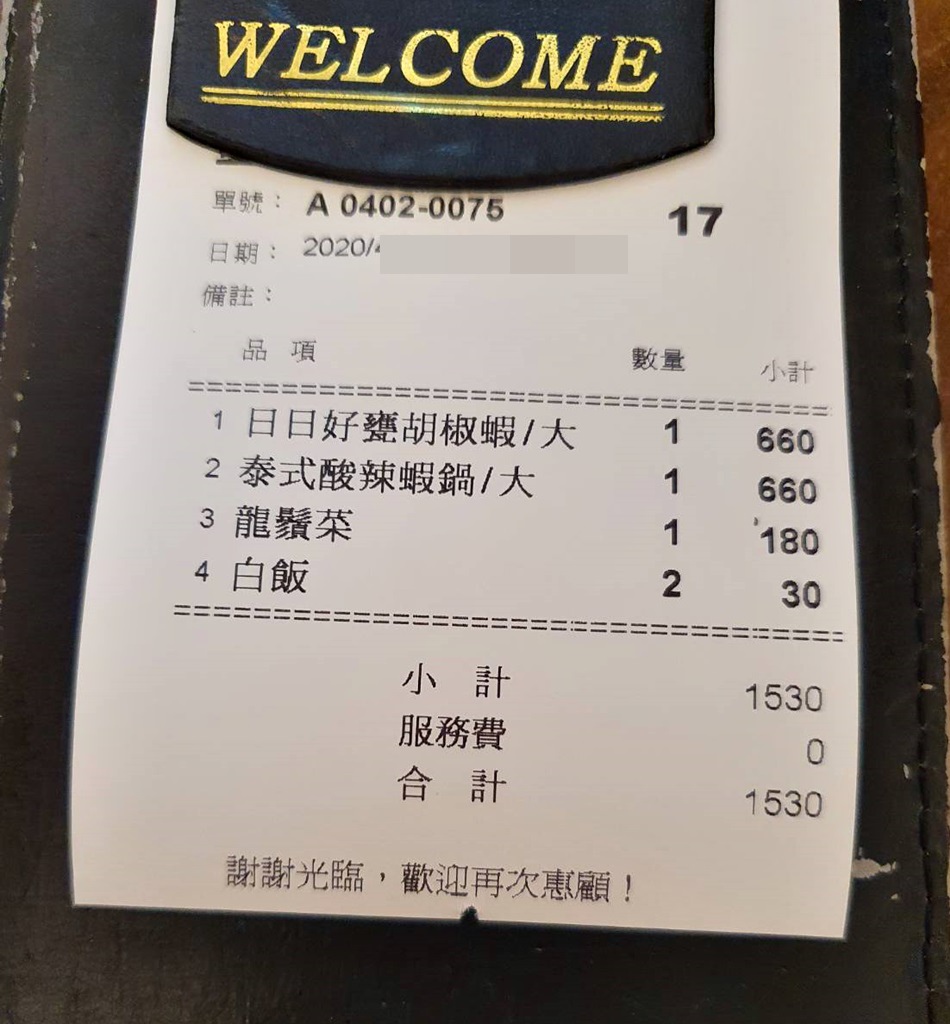 WELCOME
單號： A 0402-0075 17
日期： 2020/4
備註：
品 項 數量 小計
1 日日好甕胡椒蝦/大 1 660
2 泰式酸辣蝦鍋/大 1 660
3 龍鬚菜 1 180
4 白飯 2 30
小 計 1530
服務費 0
合 計 1530
謝謝光臨，歡迎再次惠顧！